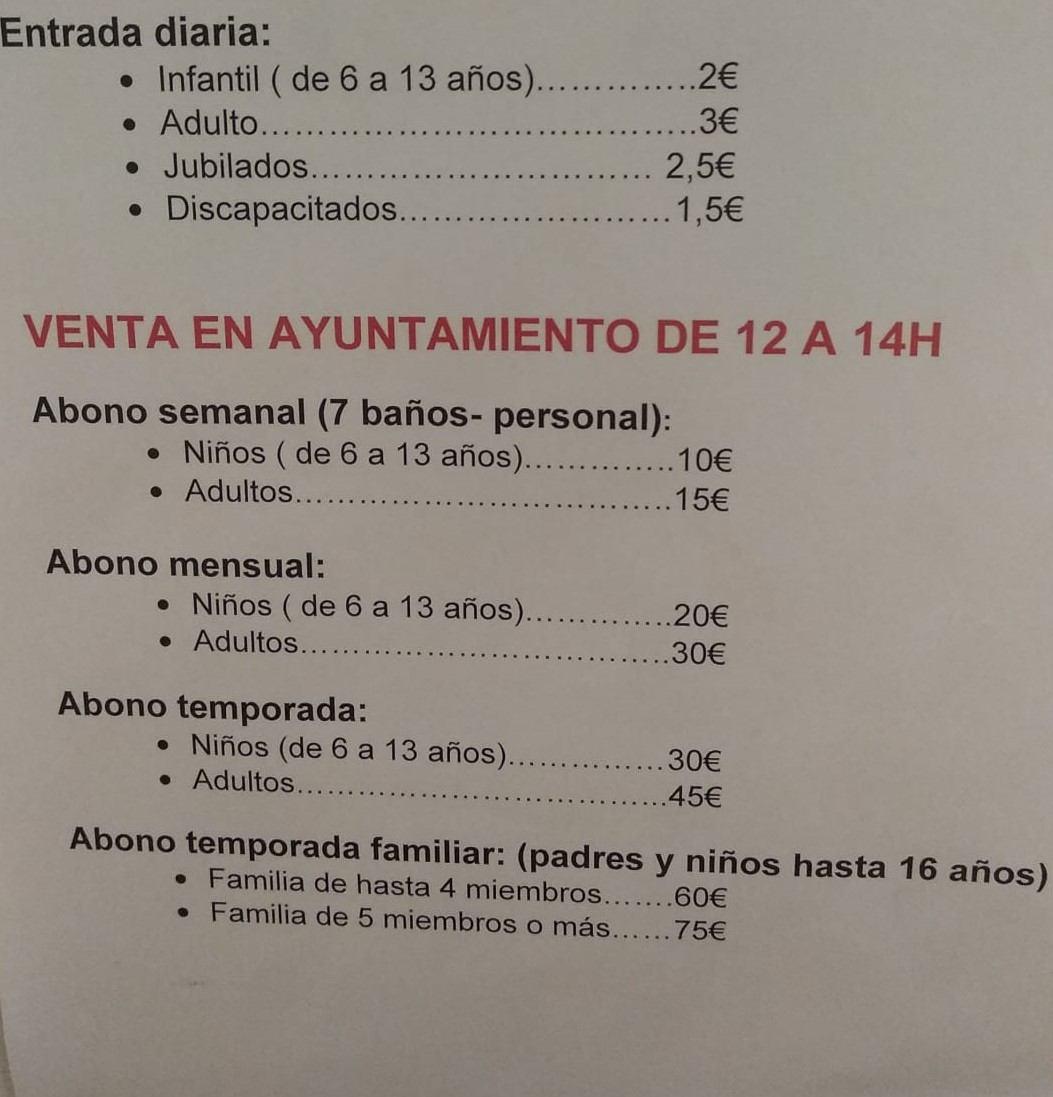 Entrada diaria:
• Infantil ( de 6 a 13 años)...............2€
• Adulto.........................................3€
• Jubilados................................ 2,5€
• Discapacitados.........................1,5€
VENTA EN AYUNTAMIENTO DE 12 A 14H
Abono semanal (7 baños- personal):
• Niños ( de 6 a 13 años)..............10€
• Adultos....................................15€
Abono mensual:
• Niños ( de 6 a 13 años)..............20€
• Adultos...................................30€
Abono temporada:
• Niños (de 6 a 13 años)...............30€
• Adultos...................................45€
Abono temporada familiar: (padres y niños hasta 16 años)
• Familia de hasta 4 miembros.......60€
• Familia de 5 miembros o más......75€